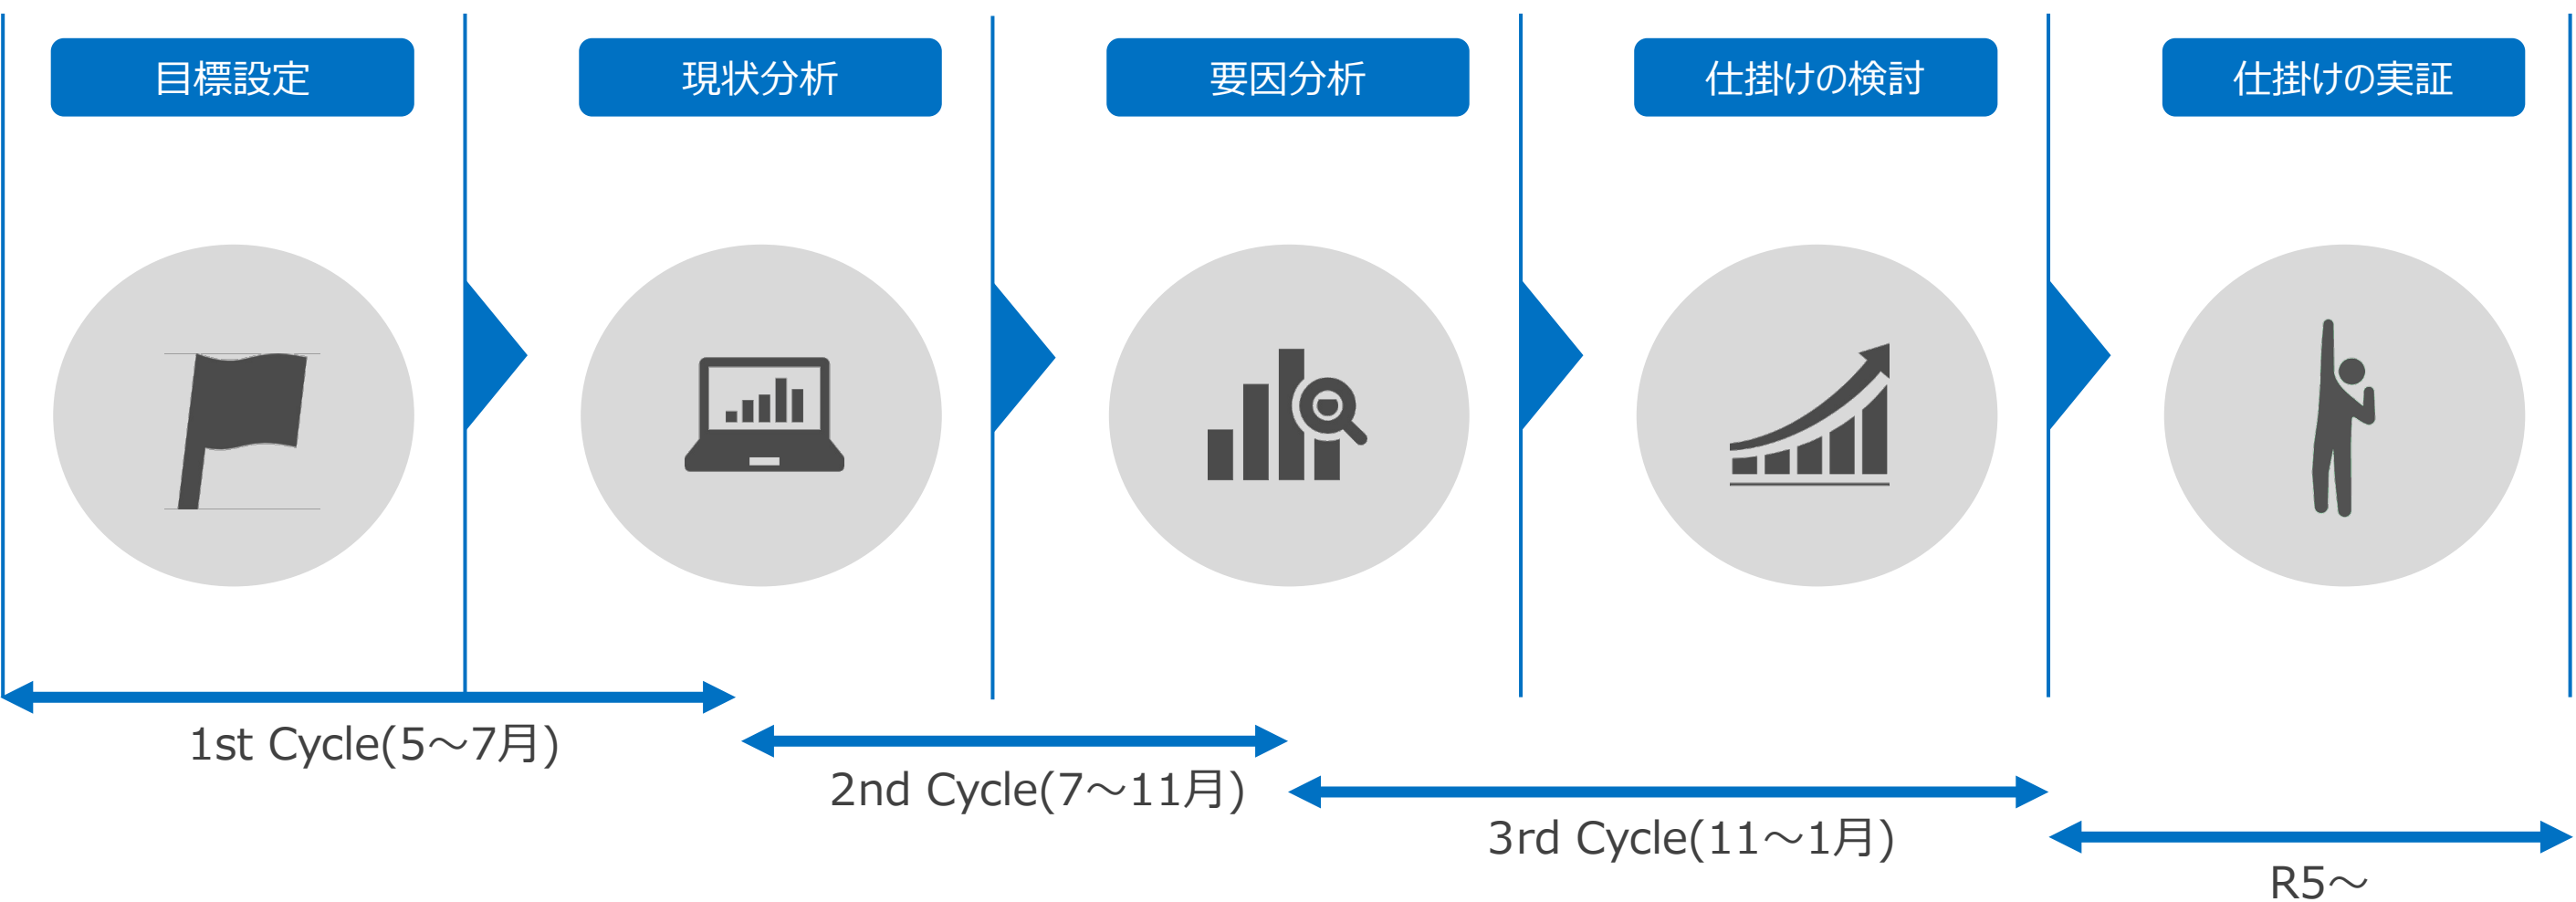 目標設定
現状分析
要因分析
仕掛けの検討
仕掛けの実証
1st Cycle(5～7月)
2nd Cycle(7～11月)
3rd Cycle(11～1月)
R5～